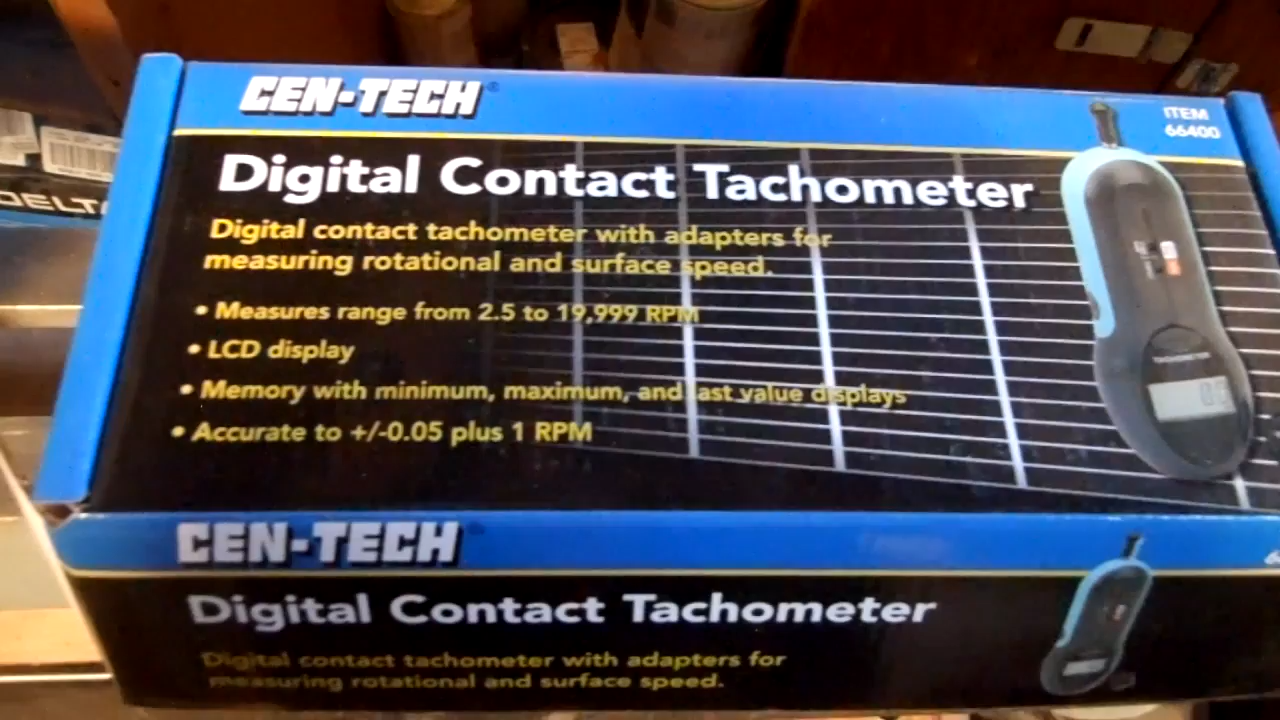 CEN-TECH®
ITEM
66400
Digital Contact Tachometer
Digital contact tachometer with adapters for
measuring rotational and surface speed.
• Measures range from 2.5 to 19,999 RPM
• LCD display
• Memory with minimum, maximum, and last value displays
• Accurate to +/-0.05 plus 1 RPM
TACHOMETER
DELTA
CEN-TECH
Digital Contact Tachometer
Digital contact tachometer with adapters for
measuring rotational and surface speed.